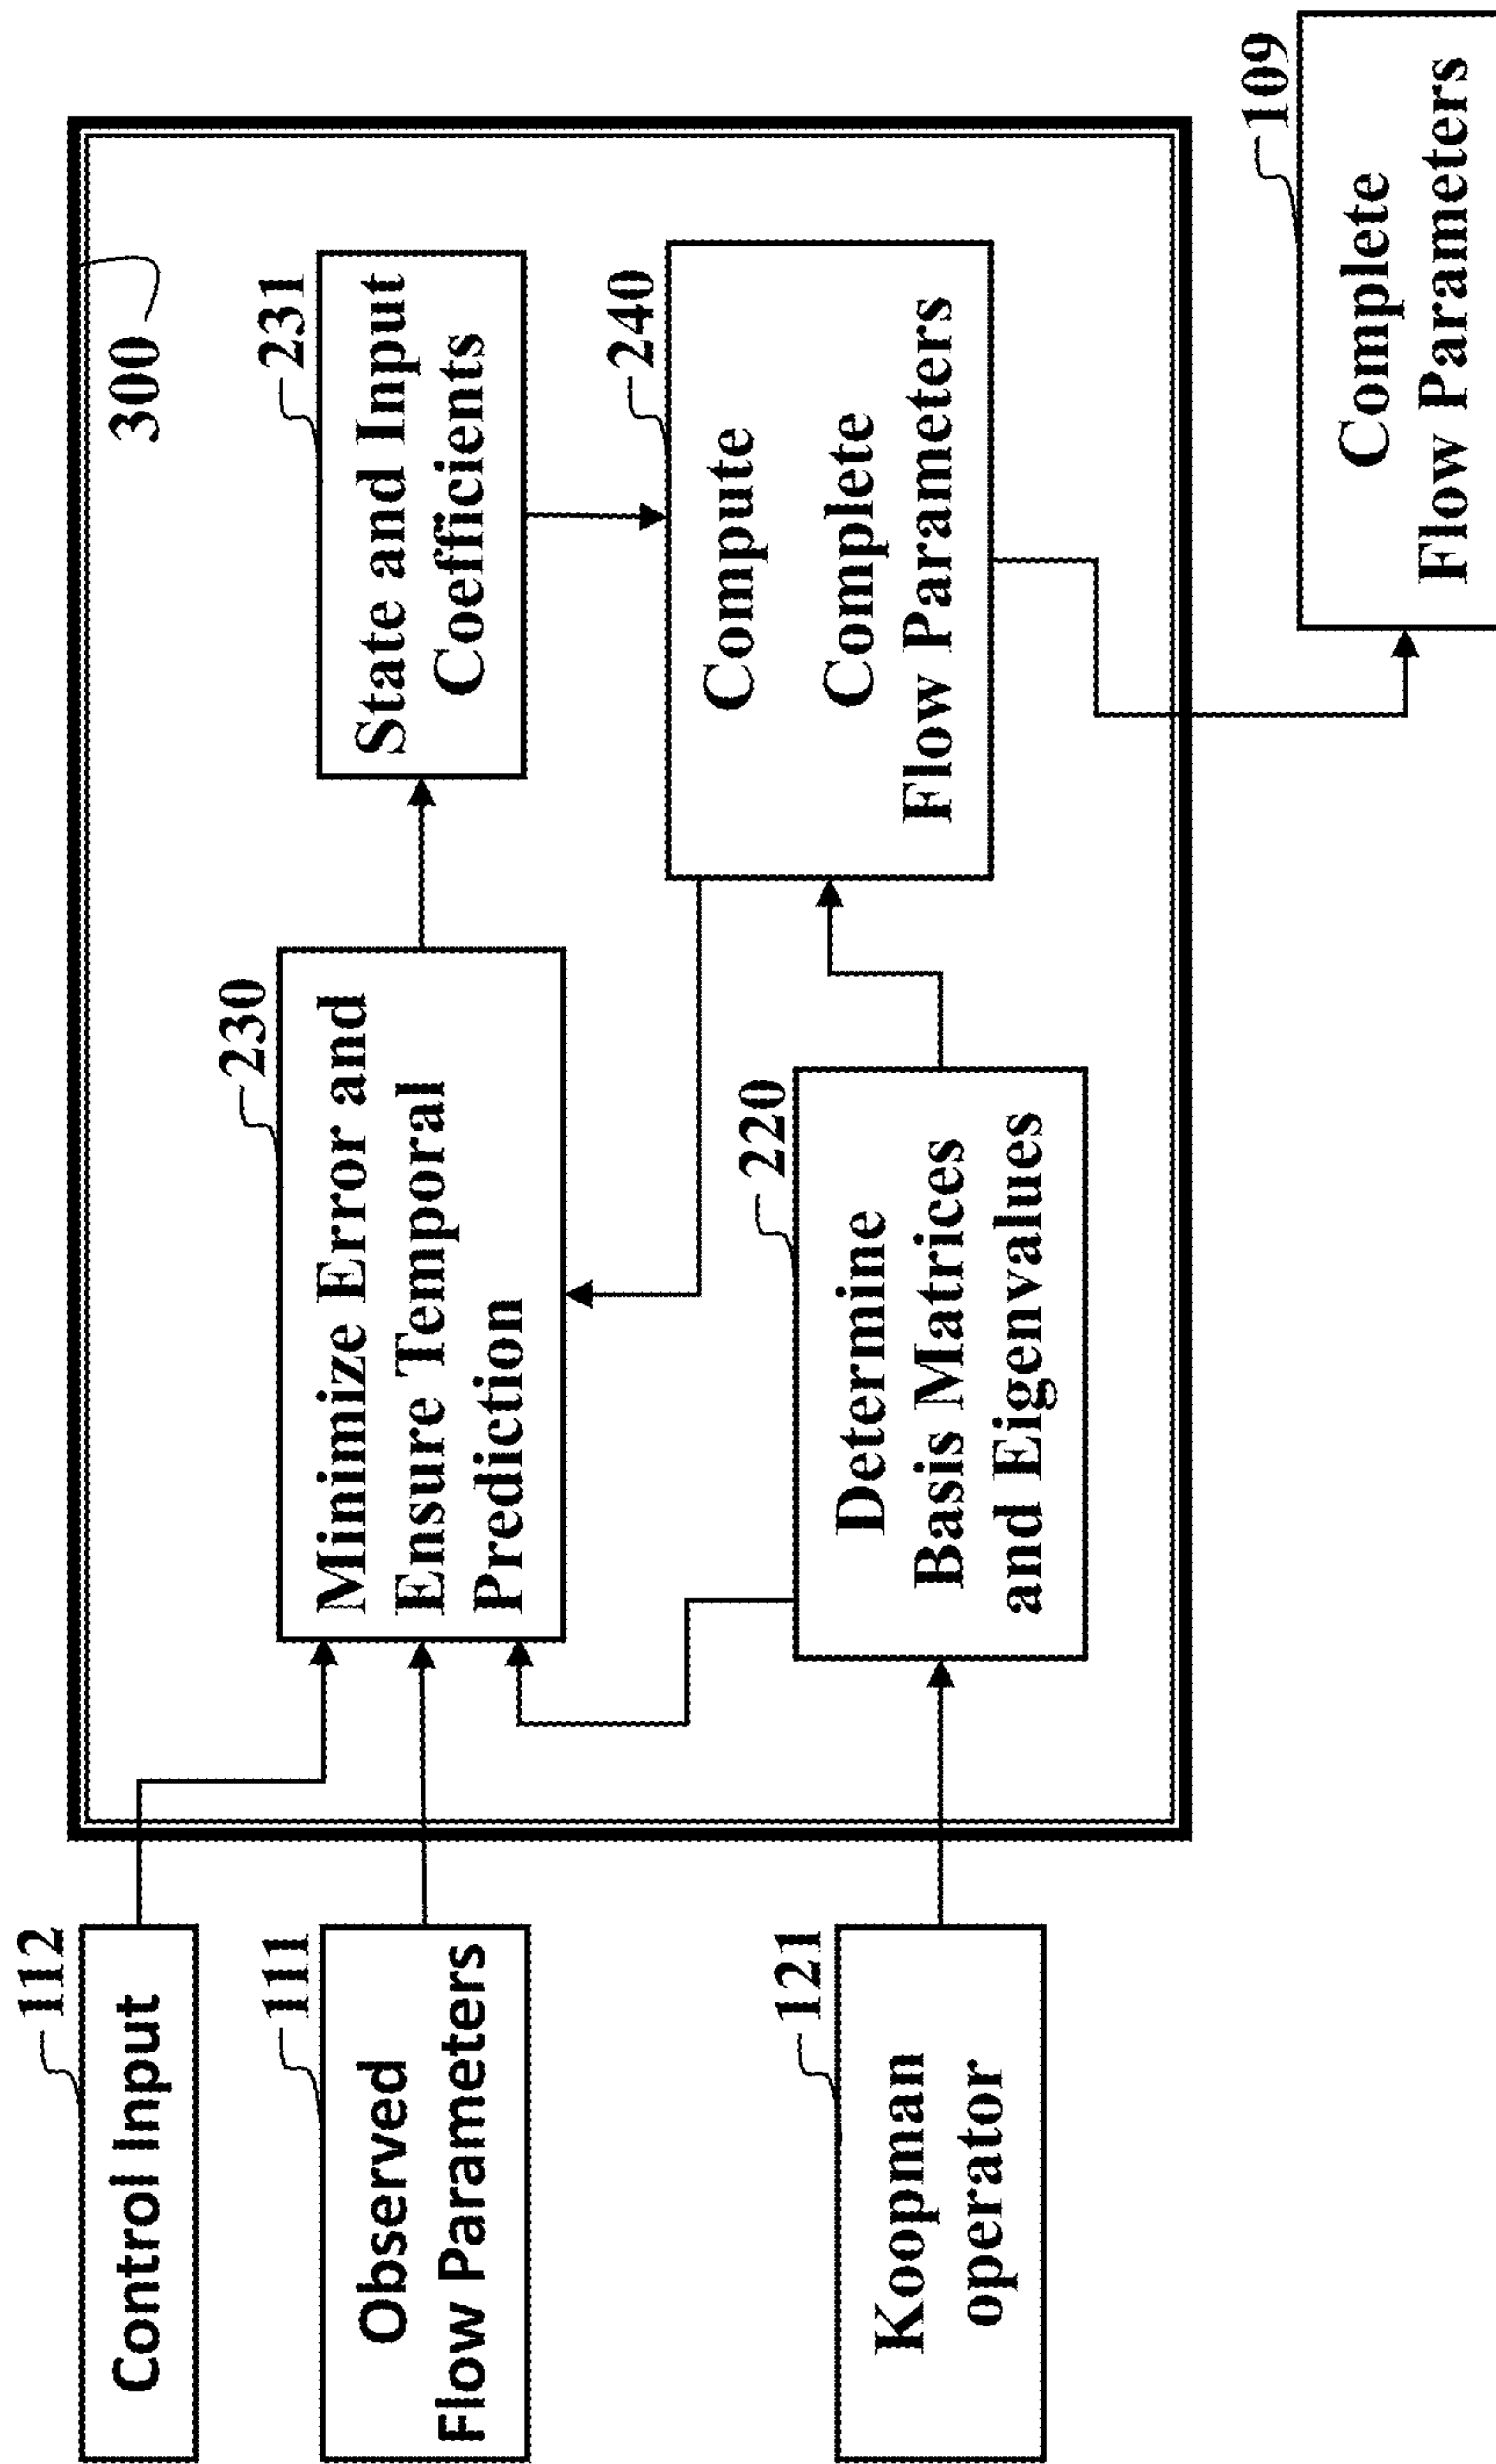 112
Control Input
111
Observed
Flow Parameters
121
Koopman
operator
300
230
Minimize Error and
Ensure Temporal
Prediction
220
Determine
Basis Matrices
and Eigenvalues
231
State and Input
Coefficients
240
Compute
Complete
Flow Parameters
109
Complete
Flow Parameters